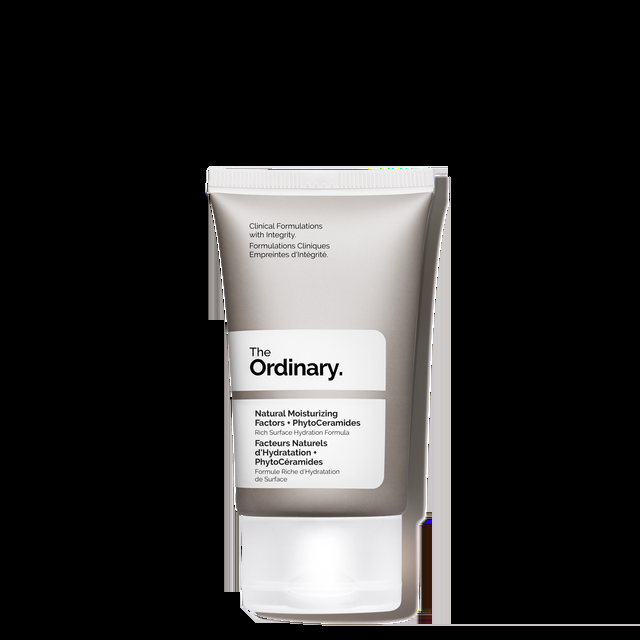 Clinical Formulations
with Integrity.
Formulations Cliniques
Empreintes d'Intégrité.
The
Ordinary.
Natural Moisturizing
Factors + PhytoCeramides
Rich Surface Hydration Formula
Facteurs Naturels
d'Hydratation +
PhytoCéramides
Formule Riche d'Hydratation
de Surface